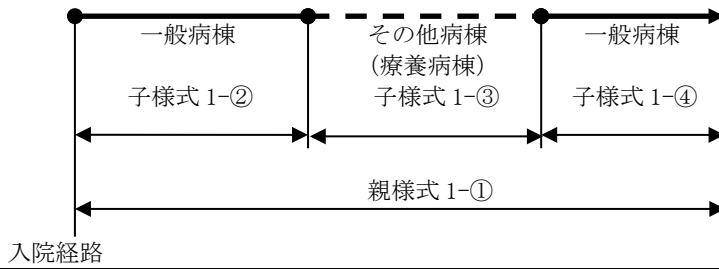 一般病棟
その他病棟
(療養病棟)
一般病棟
子様式 1-②
子様式 1-③
子様式 1-④
親様式 1-①
入院経路